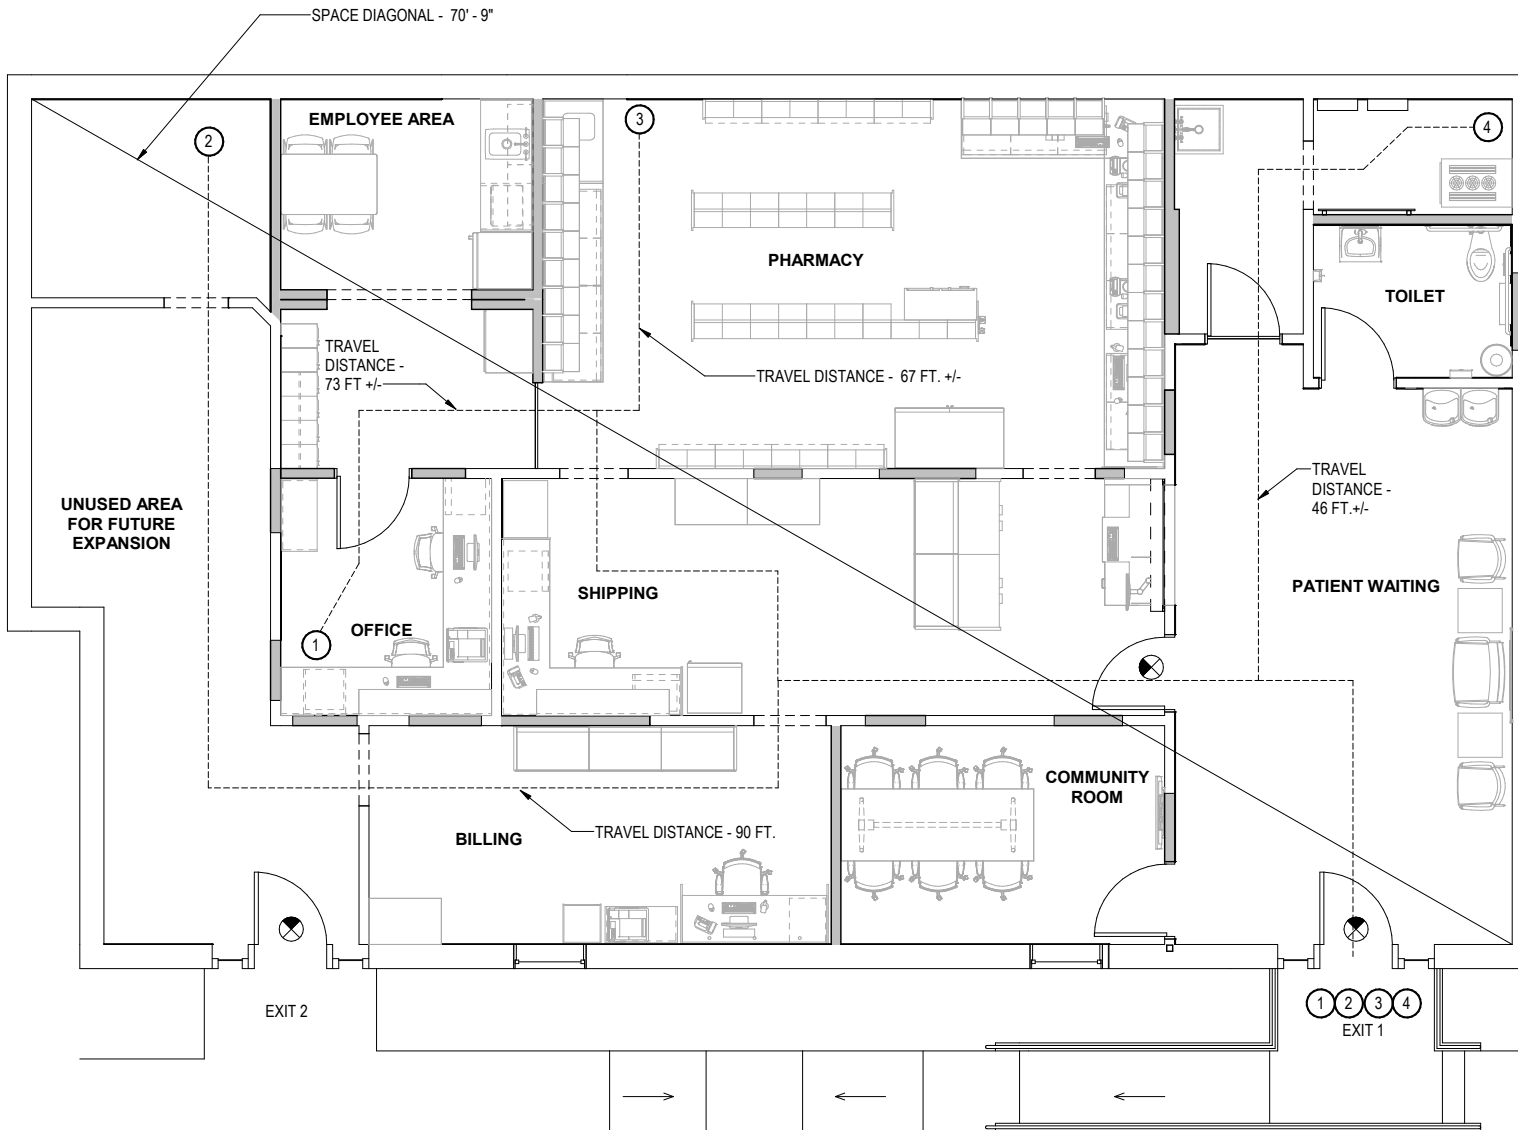 SPACE DIAGONAL - 70' - 9"
EMPLOYEE AREA
2
3
4
PHARMACY
TOILET
TRAVEL
DISTANCE -
73 FT +/-
TRAVEL DISTANCE - 67 FT. +/-
TRAVEL
DISTANCE -
46 FT.+/-
UNUSED AREA
FOR FUTURE
EXPANSION
SHIPPING
PATIENT WAITING
OFFICE
1
COMMUNITY
ROOM
BILLING
TRAVEL DISTANCE - 90 FT.
EXIT 2
1 2 3 4
EXIT 1